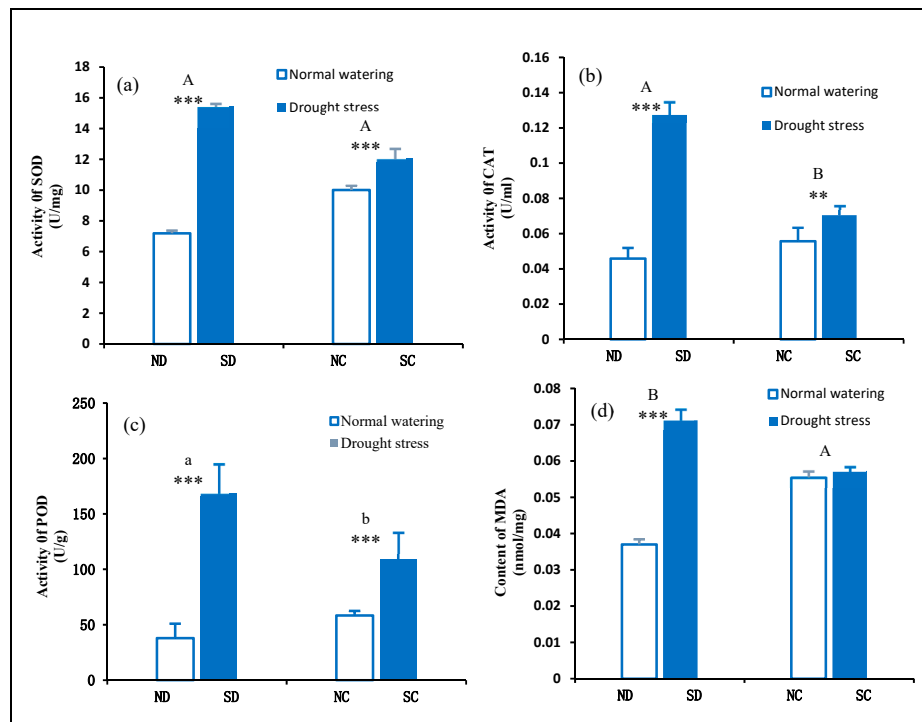 (a)
Activity 0f SOD
(U/mg)
18
16
14
12
10
8
6
4
2
0
A
***
A
***
Normal watering
Drought stress
ND
SD
NC
SC
(b)
Activity 0f CAT
(U/ml)
0.16
0.12
0.08
0.06
0.04
0.02
0
A
***
B
**
Normal watering
Drought stress
ND
SD
NC
SC
(c)
Activity 0f POD
(U/g)
250
200
150
100
50
0
a
***
b
***
Normal watering
Drought stress
ND
SD
NC
SC
(d)
Content of MDA
(nmol/mg)
0.08
0.07
0.06
0.05
0.04
0.03
0.02
0.01
0
B
***
A
Normal watering
Drought stress
ND
SD
NC
SC